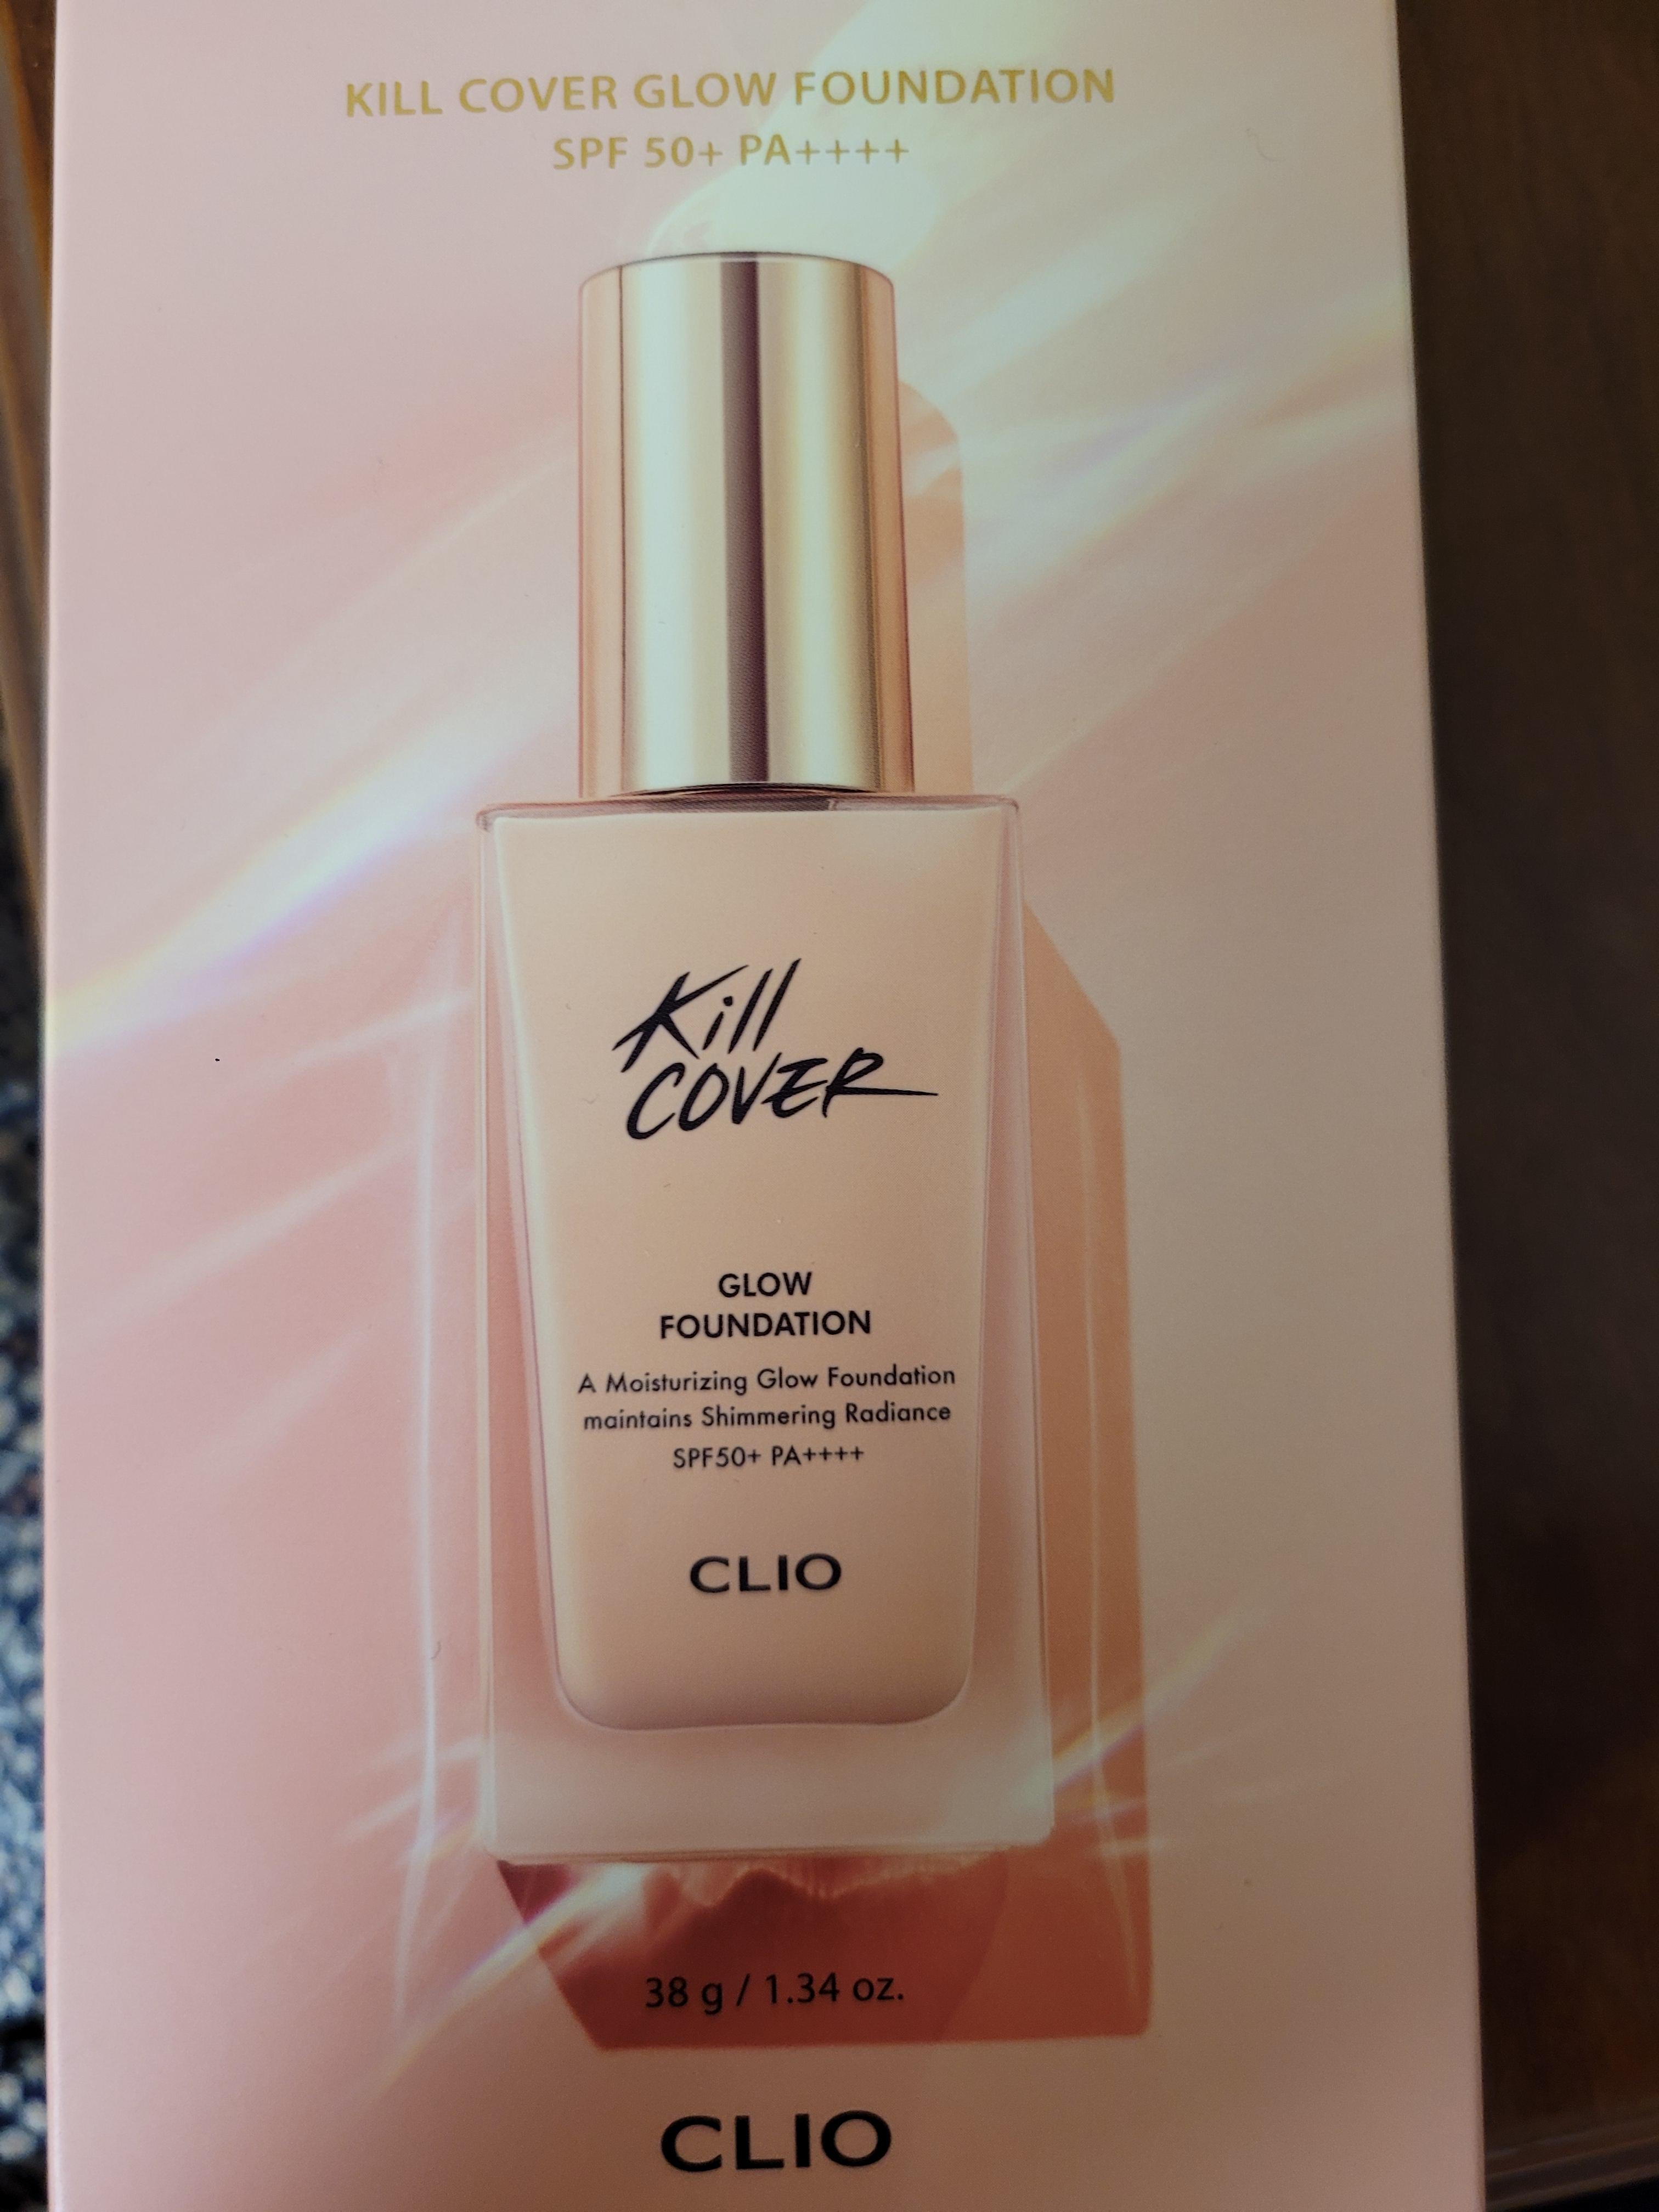 KILL COVER GLOW FOUNDATION
SPF 50+ PA++++
Kill
COVER
GLOW
FOUNDATION
A Moisturizing Glow Foundation
maintains Shimmering Radiance
SPF50+ PA++++
CLIO
38 g / 1.34 oz.
CLIO